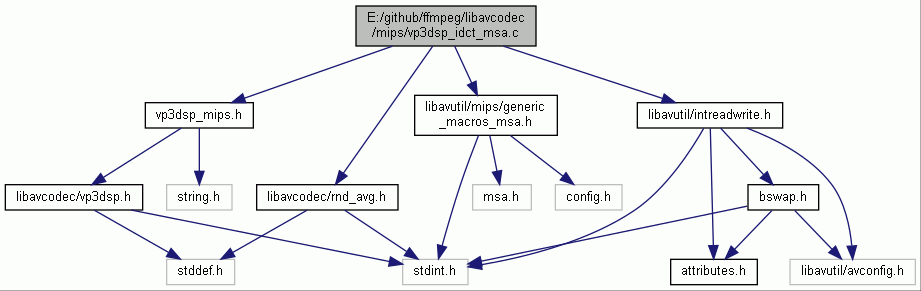 E:/github/ffmpeg/libavcodec
/mips/vp3dsp_idct_msa.c
vp3dsp_mips.h
libavutil/mips/generic
_macros_msa.h
libavutil/intreadwrite.h
libavcodec/vp3dsp.h
string.h
libavcodec/rnd_avg.h
msa.h
config.h
bswap.h
stddef.h
stdint.h
attributes.h
libavutil/avconfig.h